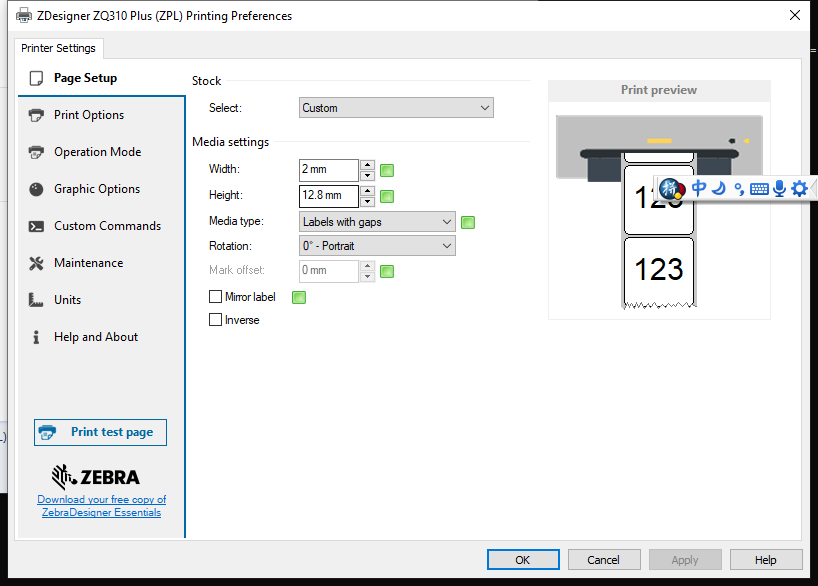 ZDesigner ZQ310 Plus (ZPL) Printing Preferences
Printer Settings
Page Setup
Print Options
Operation Mode
Graphic Options
Custom Commands
Maintenance
Units
Help and About
Print test page
ZEBRA
Download your free copy of
ZebraDesigner Essentials
Stock
Select: Custom
Media settings
Width: 2 mm
Height: 12.8 mm
Media type: Labels with gaps
Rotation: 0° - Portrait
Mark offset: 0 mm
Mirror label
Inverse
Print preview
中
123
OK Cancel Apply Help